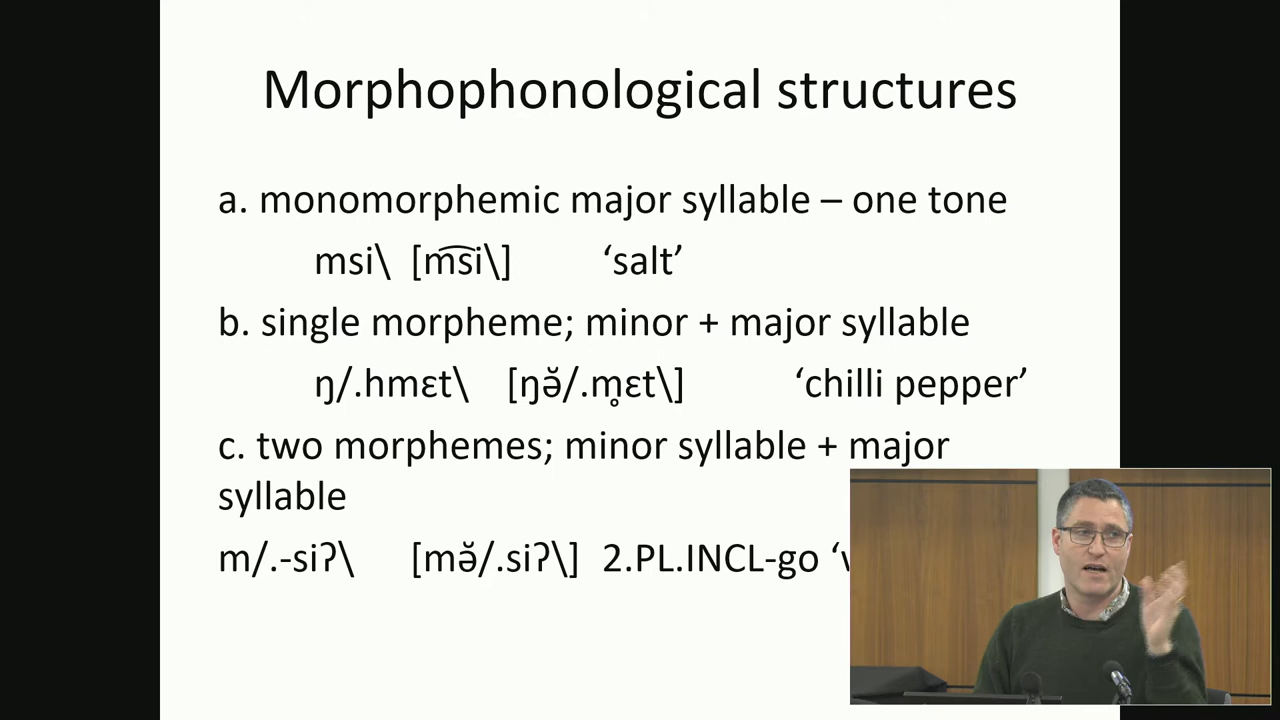 Morphophonological structures
a. monomorphemic major syllable – one tone
msi\ [m͡si\] ‘salt’
b. single morpheme; minor + major syllable
ŋ/.hmɛt\ [ŋə̆/.m̥ɛt\] ‘chilli pepper’
c. two morphemes; minor syllable + major
syllable
m/.-siʔ\ [mə̆/.siʔ\] 2.PL.INCL-go